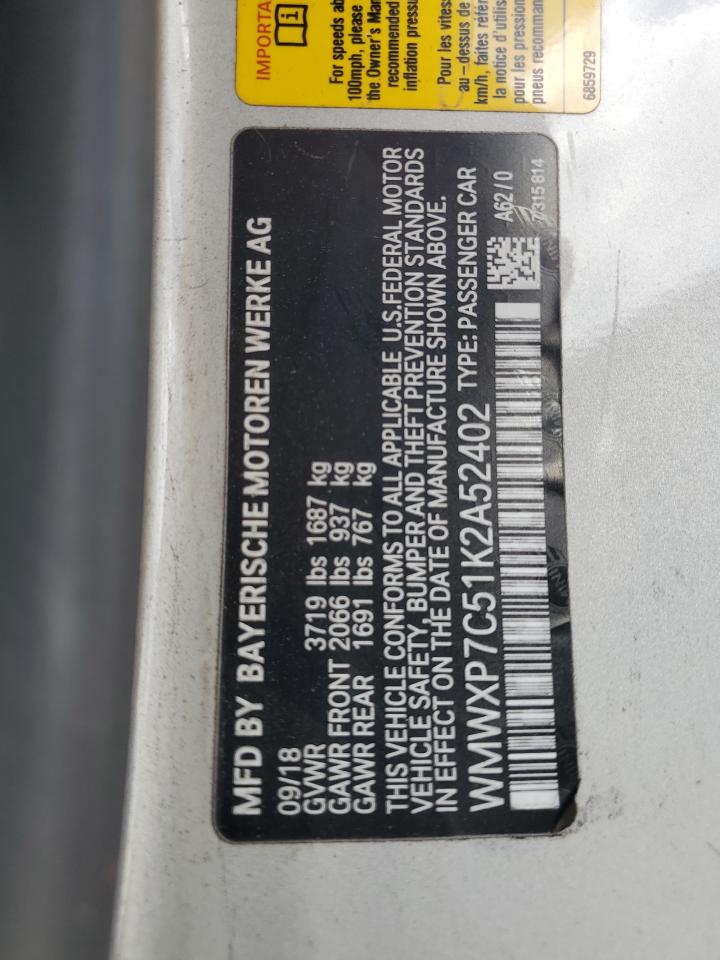 IMPORTA
For speeds ab
100mph, please
the Owner's Man
recommended
inflation pressu
Pour les vites
au-dessus de
km/h, faites réfé
la notice d'utilis
pour les pression
pneus recomman
6859729
MFD BY BAYERISCHE MOTOREN WERKE AG
09/18
GVWR 3719 lbs 1687 kg
GAWR FRONT 2066 lbs 937 kg
GAWR REAR 1691 lbs 767 kg
THIS VEHICLE CONFORMS TO ALL APPLICABLE U.S.FEDERAL MOTOR
VEHICLE SAFETY, BUMPER AND THEFT PREVENTION STANDARDS
IN EFFECT ON THE DATE OF MANUFACTURE SHOWN ABOVE.
WMWXP7C51K2A52402 TYPE: PASSENGER CAR
A62/0
7315814